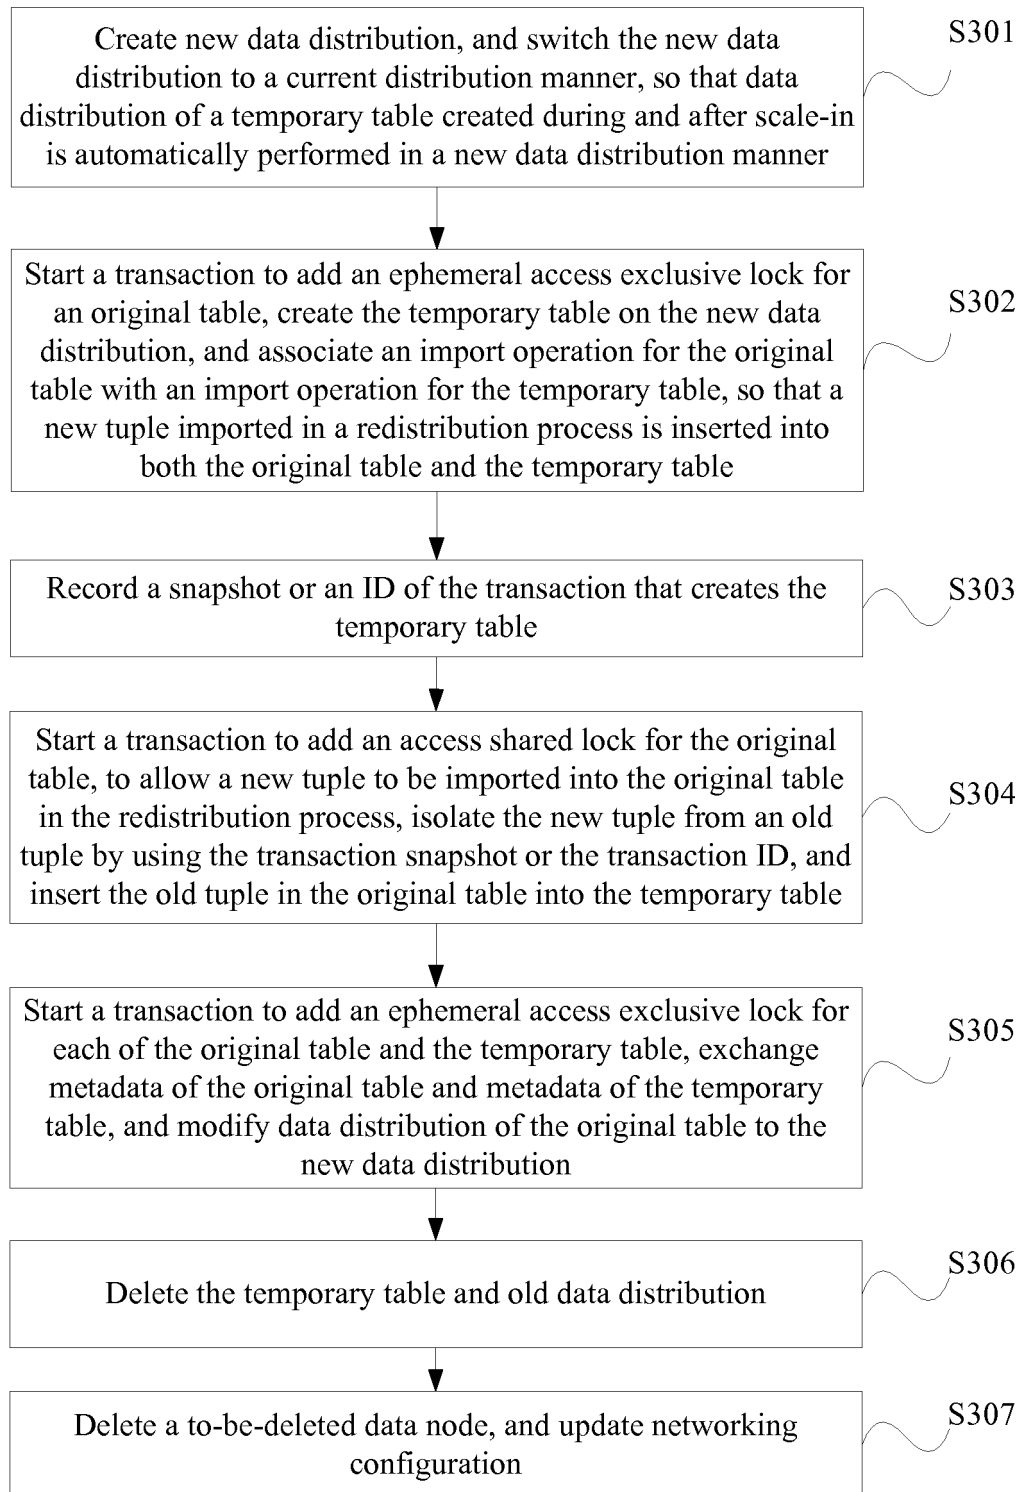 Create new data distribution, and switch the new data
distribution to a current distribution manner, so that data
distribution of a temporary table created during and after scale-in
is automatically performed in a new data distribution manner
S301
Start a transaction to add an ephemeral access exclusive lock for
an original table, create the temporary table on the new data
distribution, and associate an import operation for the original
table with an import operation for the temporary table, so that a
new tuple imported in a redistribution process is inserted into
both the original table and the temporary table
S302
Record a snapshot or an ID of the transaction that creates the
temporary table
S303
Start a transaction to add an access shared lock for the original
table, to allow a new tuple to be imported into the original table
in the redistribution process, isolate the new tuple from an old
tuple by using the transaction snapshot or the transaction ID, and
insert the old tuple in the original table into the temporary table
S304
Start a transaction to add an ephemeral access exclusive lock for
each of the original table and the temporary table, exchange
metadata of the original table and metadata of the temporary
table, and modify data distribution of the original table to the
new data distribution
S305
Delete the temporary table and old data distribution
S306
Delete a to-be-deleted data node, and update networking
configuration
S307